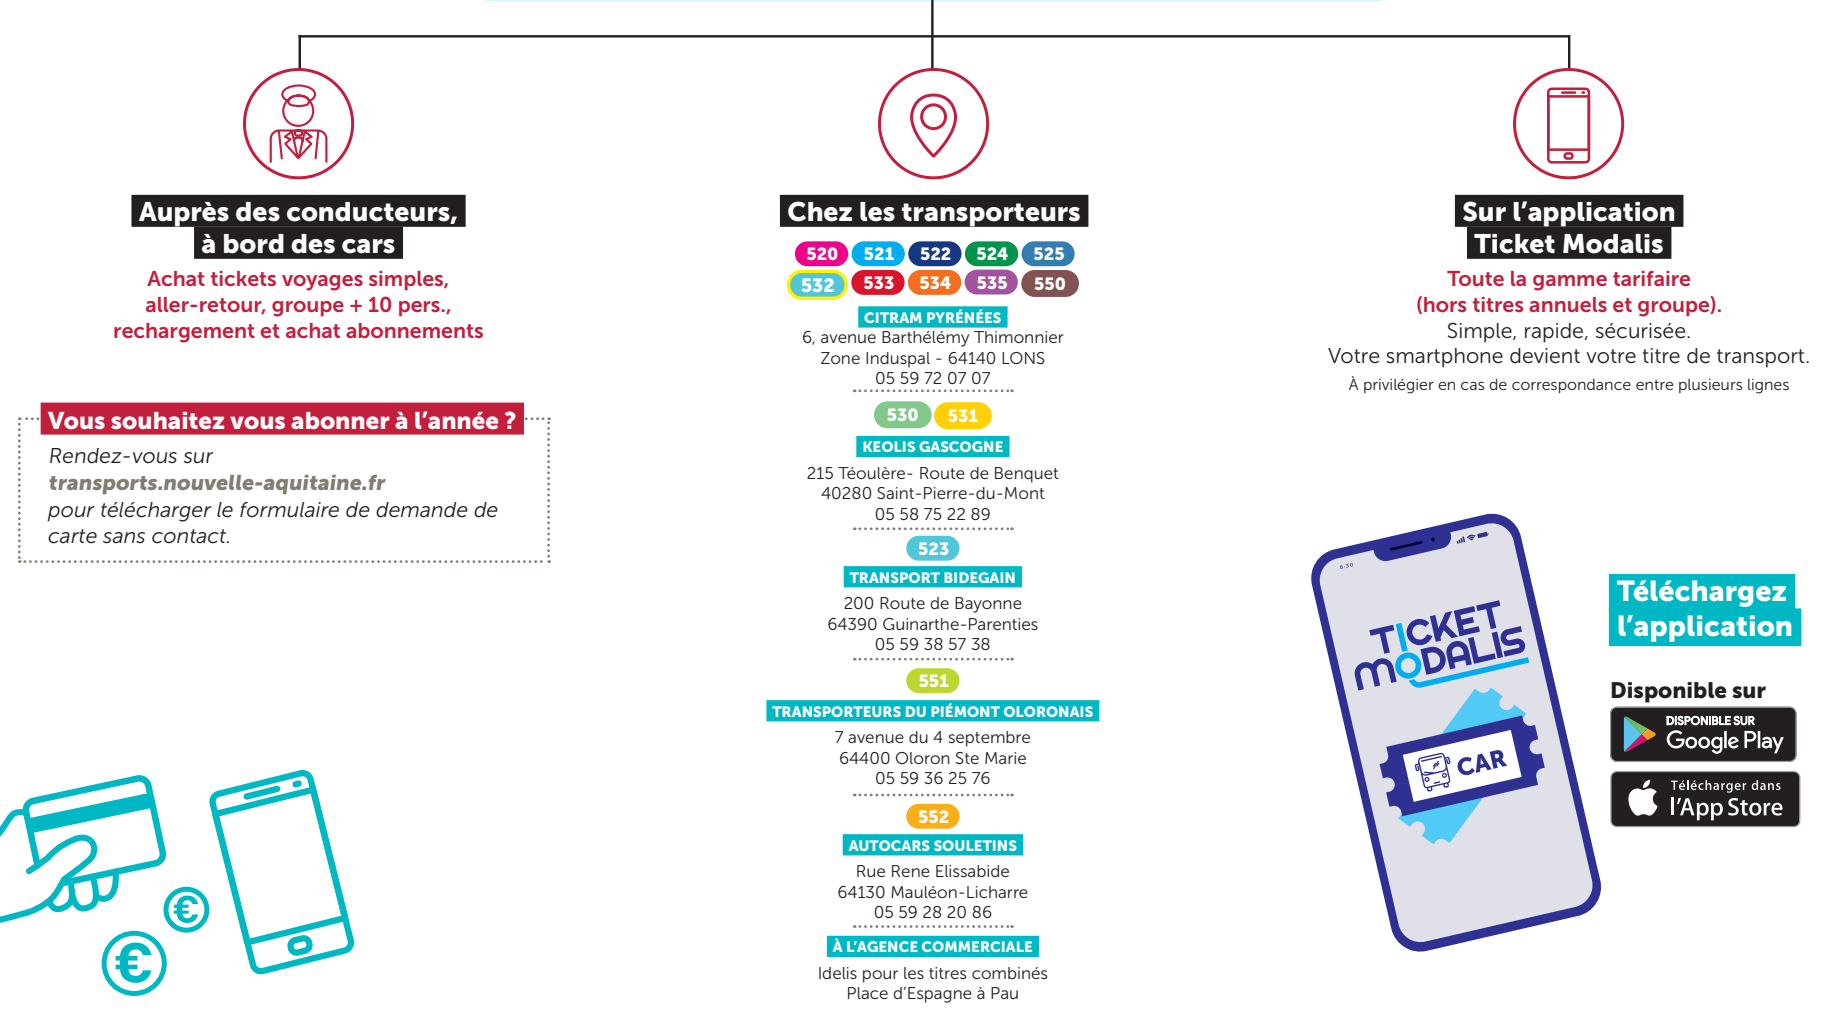 Auprès des conducteurs,
à bord des cars
Achat tickets voyages simples,
aller-retour, groupe + 10 pers.,
rechargement et achat abonnements
Vous souhaitez vous abonner à l'année ?
Rendez-vous sur
transports.nouvelle-aquitaine.fr
pour télécharger le formulaire de demande de
carte sans contact.
€
€
Chez les transporteurs
520 521 522 524 525
532 533 534 535 550
CITRAM PYRÉNÉES
6, avenue Barthélémy Thimonnier
Zone Induspal - 64140 LONS
05 59 72 07 07
530 531
KEOLIS GASCOGNE
215 Téoulère- Route de Benquet
40280 Saint-Pierre-du-Mont
05 58 75 22 89
523
TRANSPORT BIDEGAIN
200 Route de Bayonne
64390 Guinarthe-Parenties
05 59 38 57 38
551
TRANSPORTEURS DU PIÉMONT OLORONAIS
7 avenue du 4 septembre
64400 Oloron Ste Marie
05 59 36 25 76
552
AUTOCARS SOULETINS
Rue Rene Elissabide
64130 Mauléon-Licharre
05 59 28 20 86
À L'AGENCE COMMERCIALE
Idelis pour les titres combinés
Place d'Espagne à Pau
Sur l'application
Ticket Modalis
Toute la gamme tarifaire
(hors titres annuels et groupe).
Simple, rapide, sécurisée.
Votre smartphone devient votre titre de transport.
À privilégier en cas de correspondance entre plusieurs lignes
6:30
TICKET
MODALIS
CAR
Téléchargez
l'application
Disponible sur
DISPONIBLE SUR
Google Play
Télécharger dans
l'App Store